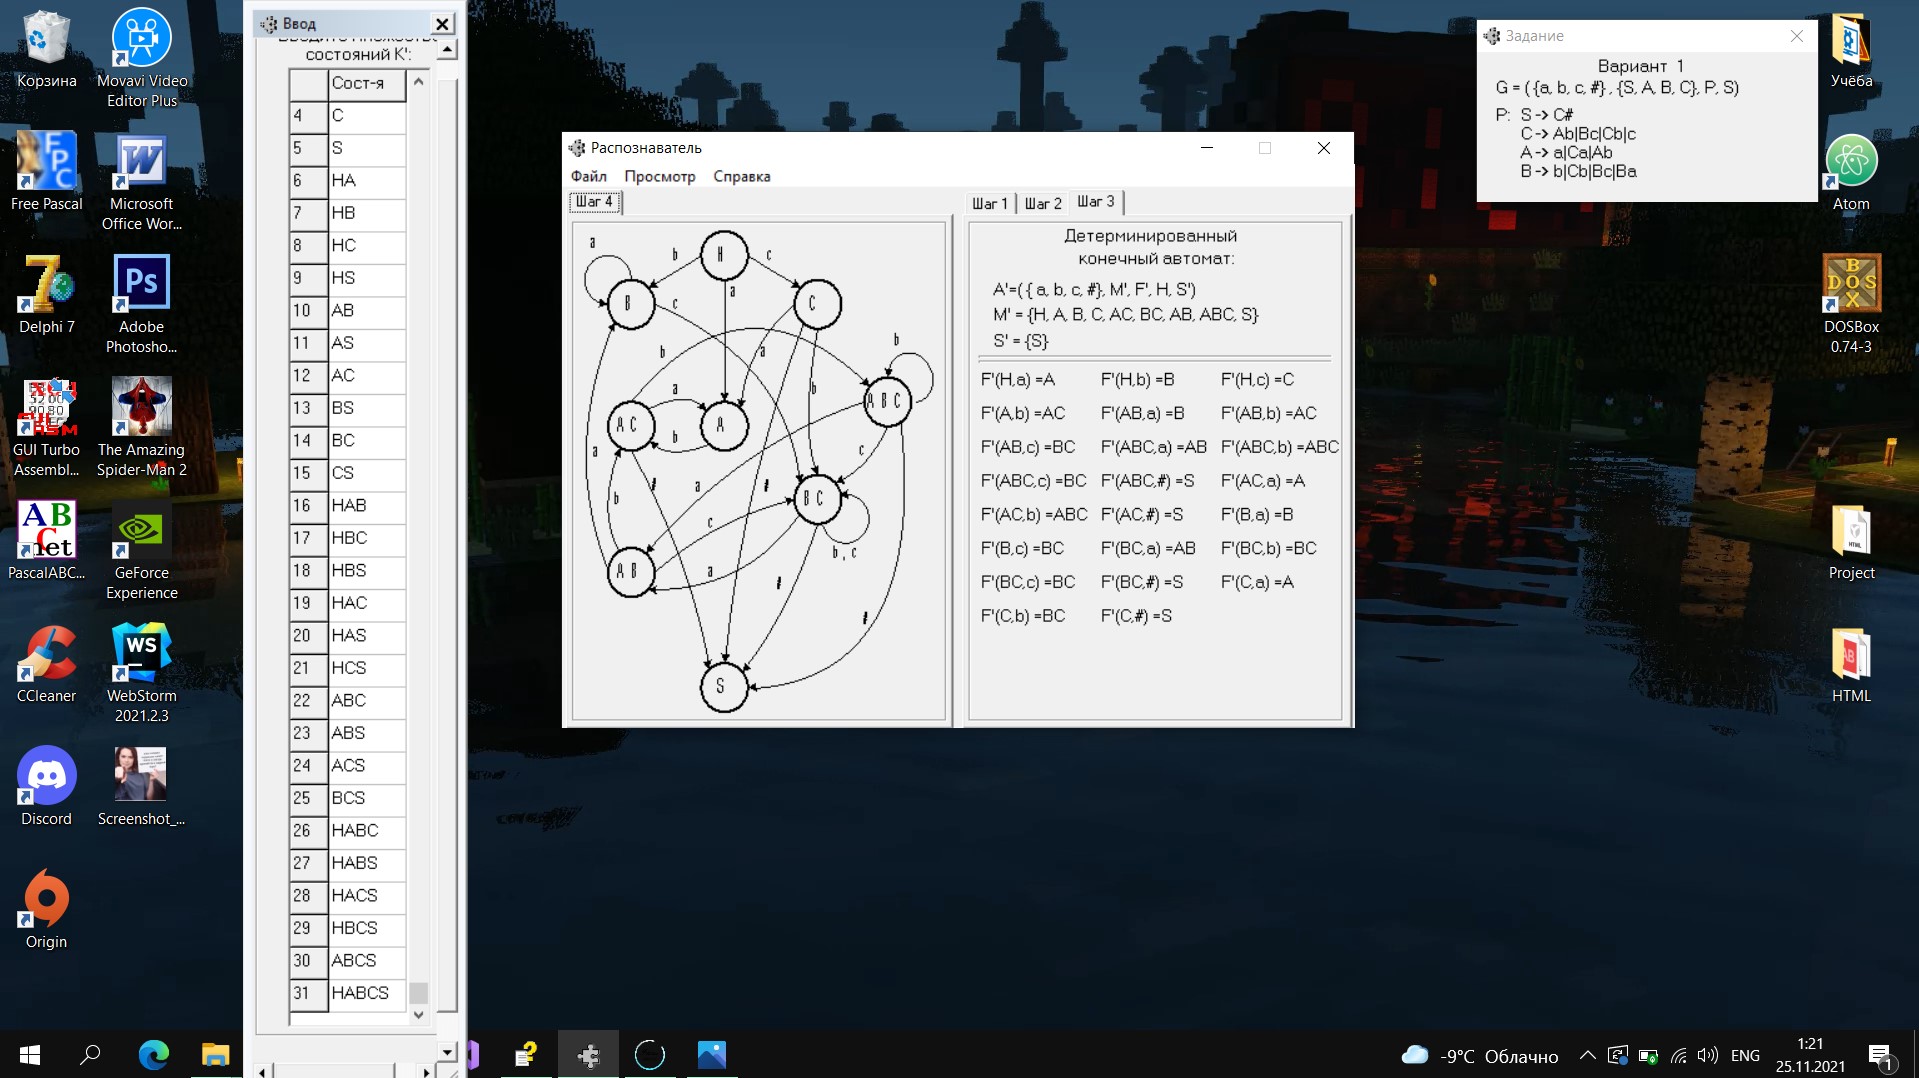 Корзина
Movavi Video
Editor Plus
Free Pascal
Microsoft
Office Wor...
Delphi 7
Adobe
Photosho...
GUI Turbo
Assembl...
The Amazing
Spider-Man 2
PascalABC...
GeForce
Experience
CCleaner
WebStorm
2021.2.3
Discord
Screenshot_...
Origin
Ввод
состояний К':
Сост-я
4 C
5 S
6 HA
7 HB
8 HC
9 HS
10 AB
11 AS
12 AC
13 BS
14 BC
15 CS
16 HAB
17 HBC
18 HBS
19 HAC
20 HAS
21 HCS
22 ABC
23 ABS
24 ACS
25 BCS
26 HABC
27 HABS
28 HACS
29 HBCS
30 ABCS
31 HABCS
Распознаватель
Файл Просмотр Справка
Шаг 4
a
b H c
B c a C
b a b
b
A C a A b A B C
a b # a # c
B C
b c
A B a b , c
# #
S
Шаг 1 Шаг 2 Шаг 3
Детерминированный
конечный автомат:
A'=( { a, b, c, #}, M', F', H, S')
M' = {H, A, B, C, AC, BC, AB, ABC, S}
S' = {S}
F'(H,a) =A F'(H,b) =B F'(H,c) =C
F'(A,b) =AC F'(AB,a) =B F'(AB,b) =AC
F'(AB,c) =BC F'(ABC,a) =AB F'(ABC,b) =ABC
F'(ABC,c) =BC F'(ABC,#) =S F'(AC,a) =A
F'(AC,b) =ABC F'(AC,#) =S F'(B,a) =B
F'(B,c) =BC F'(BC,a) =AB F'(BC,b) =BC
F'(BC,c) =BC F'(BC,#) =S F'(C,a) =A
F'(C,b) =BC F'(C,#) =S
Задание
Вариант 1
G = ( {a, b, c, #} , {S, A, B, C}, P, S)
P: S -> C#
C -> Ab|Bc|Cb|c
A -> a|Ca|Ab
B -> b|Cb|Bc|Ba
Учёба
Atom
DOSBox
0.74-3
Project
HTML
-9°C Облачно
ENG
1:21
25.11.2021
1